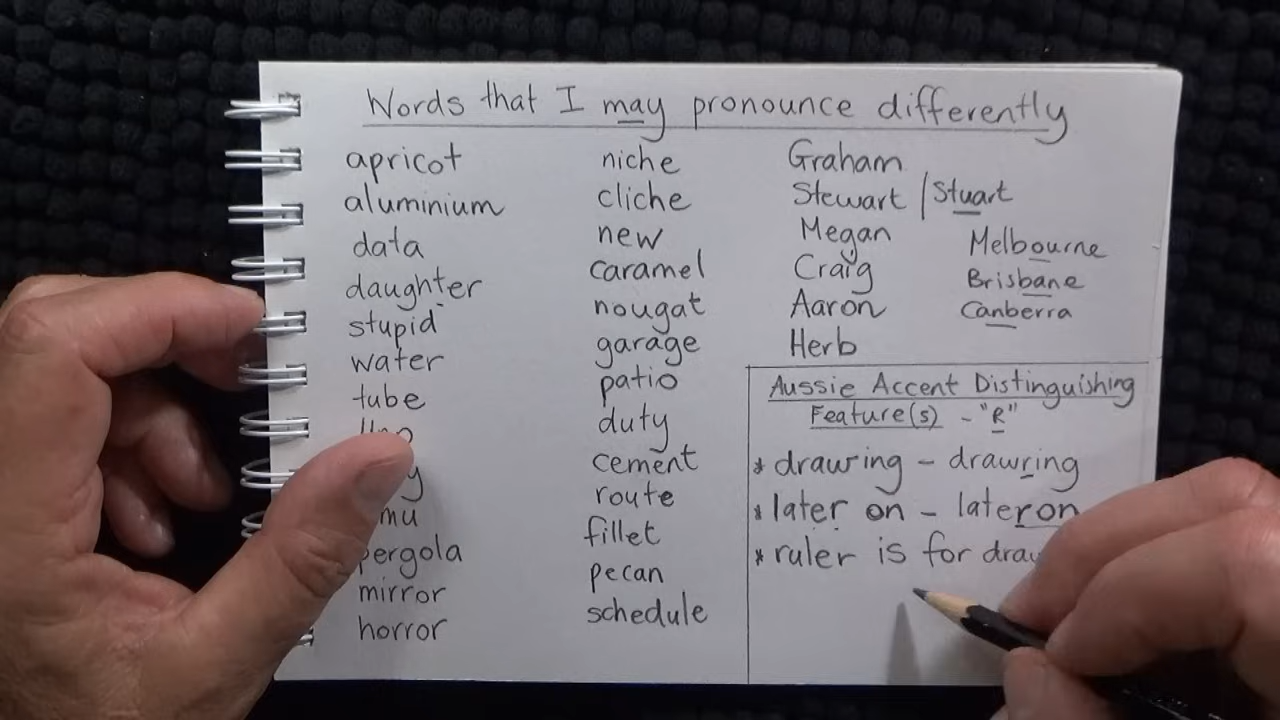 Words that I may pronounce differently
apricot
aluminium
data
daughter
stupid
water
tube
pergola
mirror
horror
niche
cliche
new
caramel
nougat
garage
patio
duty
cement
route
fillet
pecan
schedule
Graham
Stewart / Stuart
Megan
Craig
Aaron
Herb
Melbourne
Brisbane
Canberra
Aussie Accent Distinguishing
Feature(s) - "R"
* drawing - drawring
* later on - lateron
* ruler is for